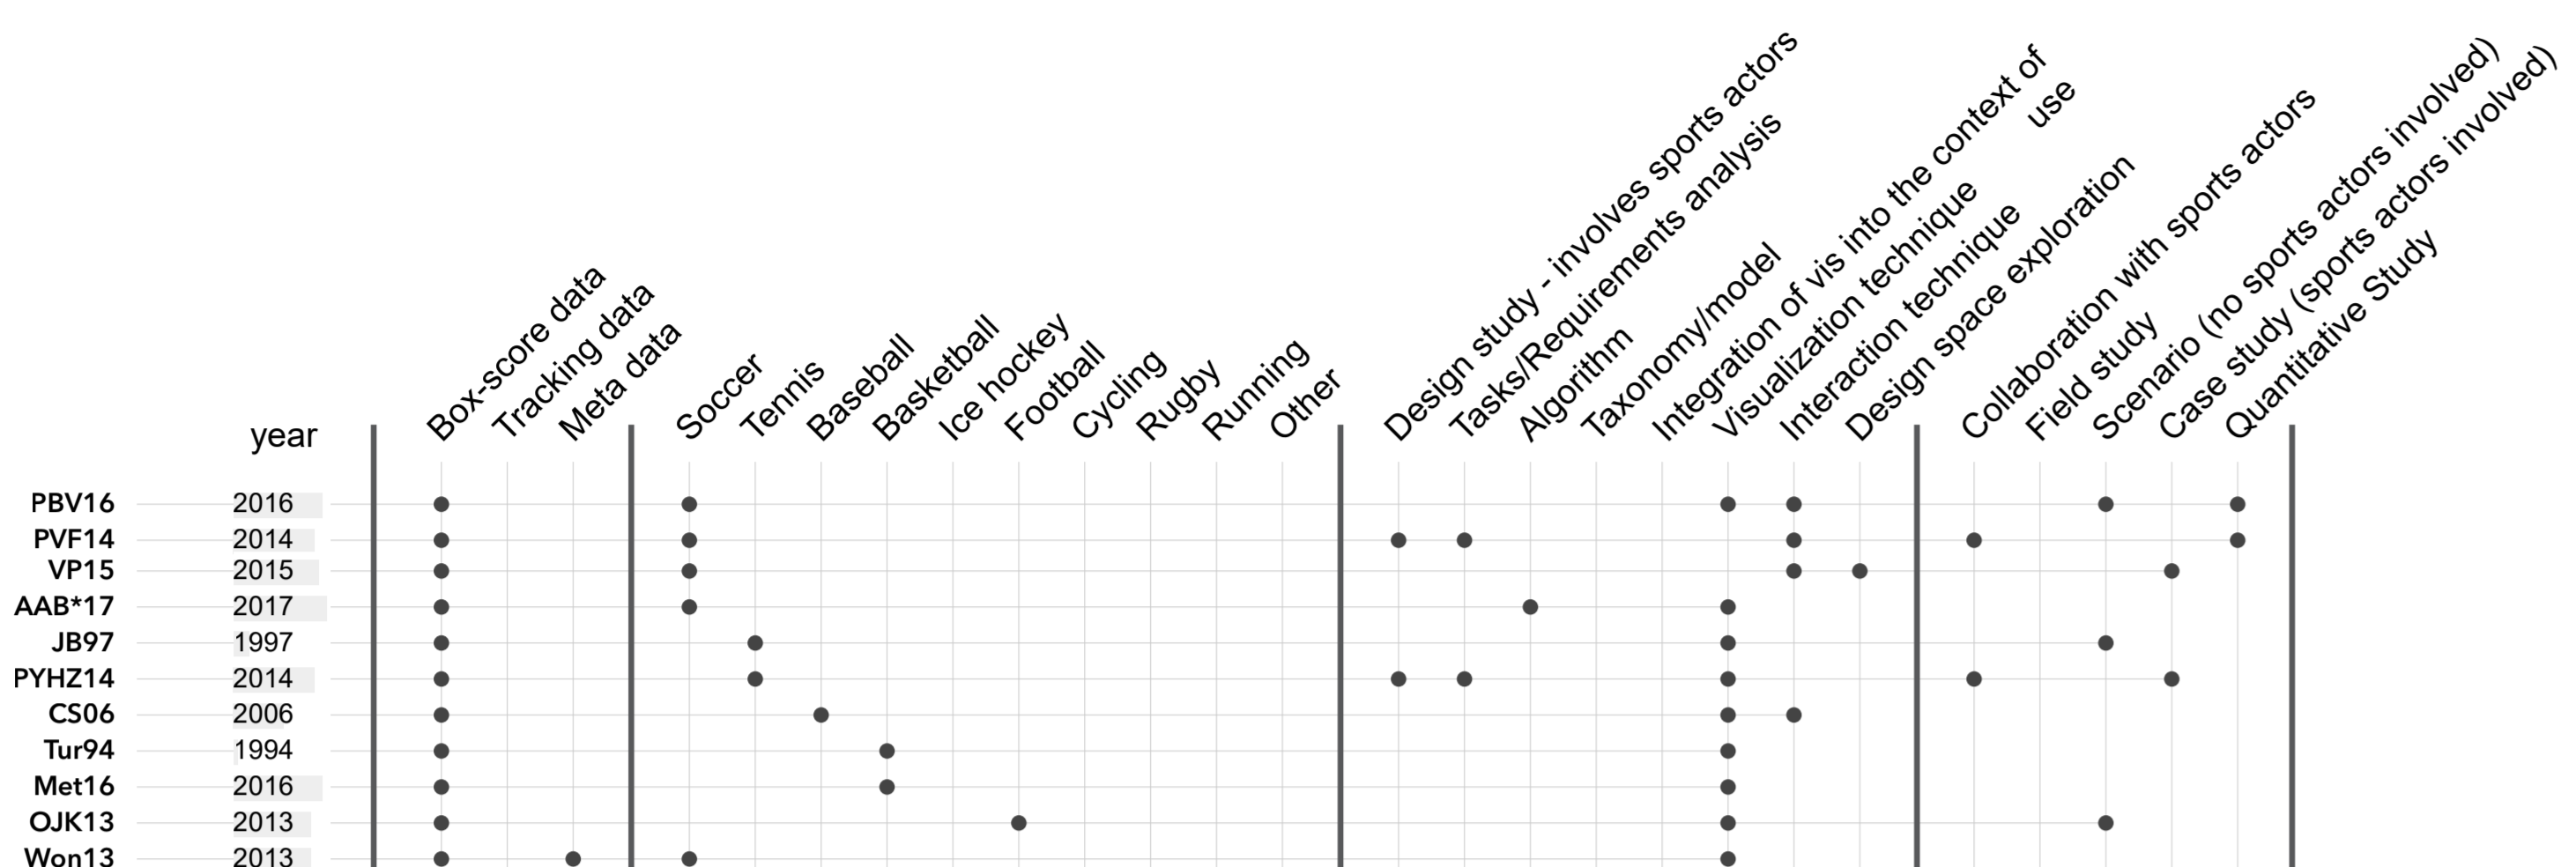 year
Box-score data
Tracking data
Meta data
Soccer
Tennis
Baseball
Basketball
Ice hockey
Football
Cycling
Rugby
Running
Other
Design study - involves sports actors
Tasks/Requirements analysis
Algorithm
Taxonomy/model
Integration of vis into the context of
use
Visualization technique
Interaction technique
Design space exploration
Collaboration with sports actors
Field study
Scenario (no sports actors involved)
Case study (sports actors involved)
Quantitative Study
PBV16 2016
PVF14 2014
VP15 2015
AAB*17 2017
JB97 1997
PYHZ14 2014
CS06 2006
Tur94 1994
Met16 2016
OJK13 2013
Won13 2013